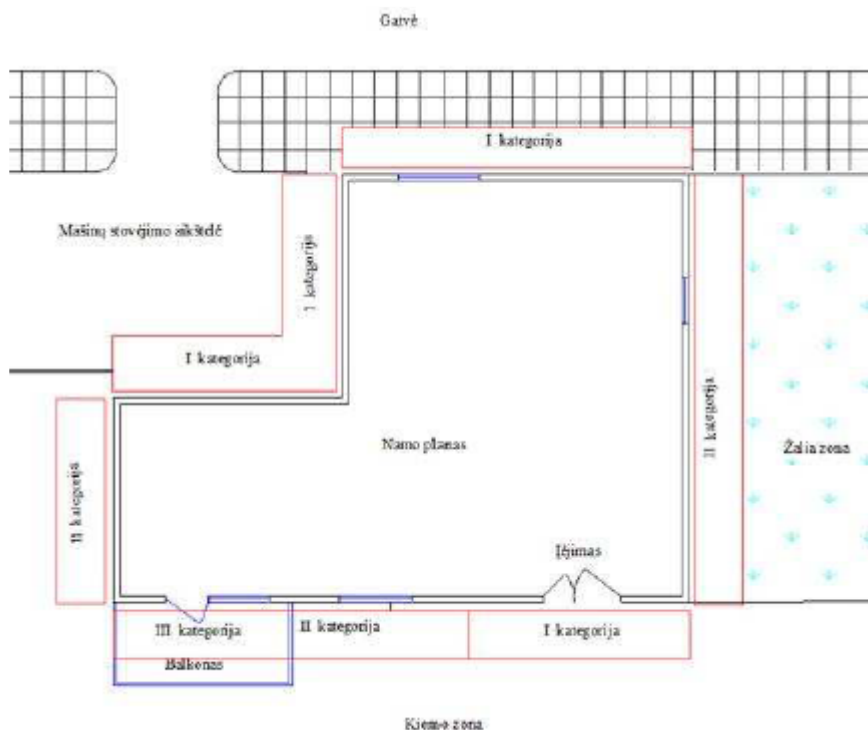 Gatvė
I kategorija
Mašinų stovėjimo aikštelė
I kategorija
I kategorija
II kategorija
Namo planas
II kategorija
Žalia zona
Įėjimas
III kategorija
II kategorija
I kategorija
Balkonas
Kiemo zona